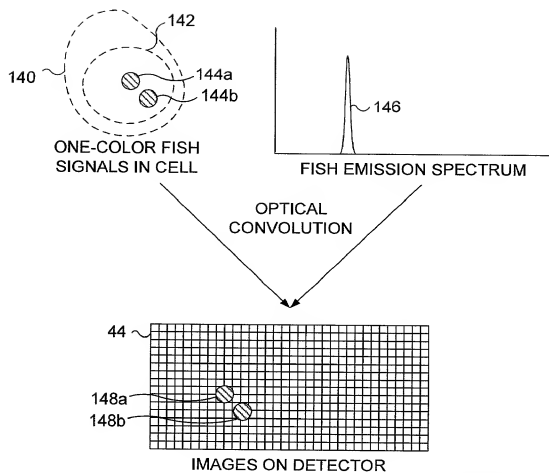 142
140
144a
144b
146
ONE-COLOR FISH
SIGNALS IN CELL
FISH EMISSION SPECTRUM
OPTICAL
CONVOLUTION
44
148a
148b
IMAGES ON DETECTOR